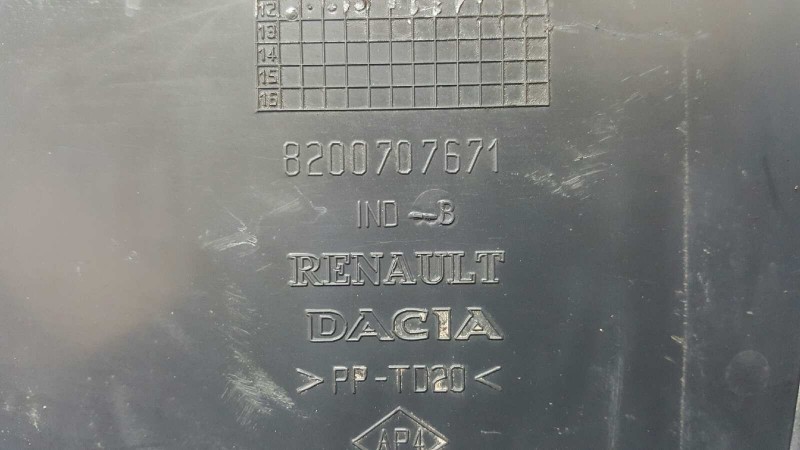 12
13
14
15
16
8200707671
IND - B
RENAULT
DACIA
>PP-TD20<
AP4